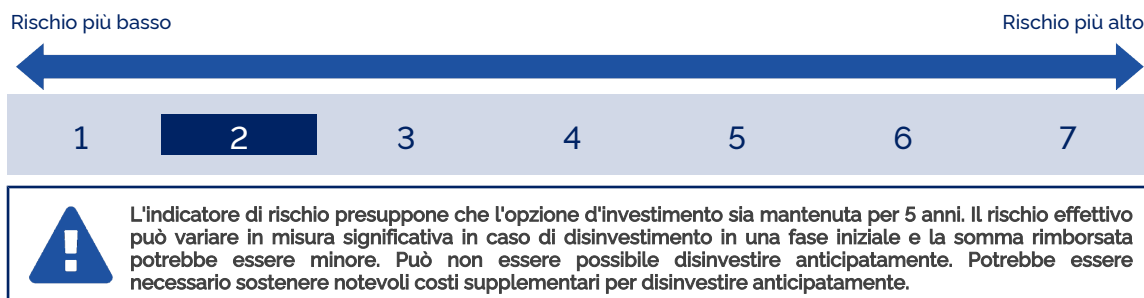 Rischio più basso Rischio più alto
1 2 3 4 5 6 7
L'indicatore di rischio presuppone che l'opzione d'investimento sia mantenuta per 5 anni. Il rischio effettivo
può variare in misura significativa in caso di disinvestimento in una fase iniziale e la somma rimborsata
potrebbe essere minore. Può non essere possibile disinvestire anticipatamente. Potrebbe essere
necessario sostenere notevoli costi supplementari per disinvestire anticipatamente.